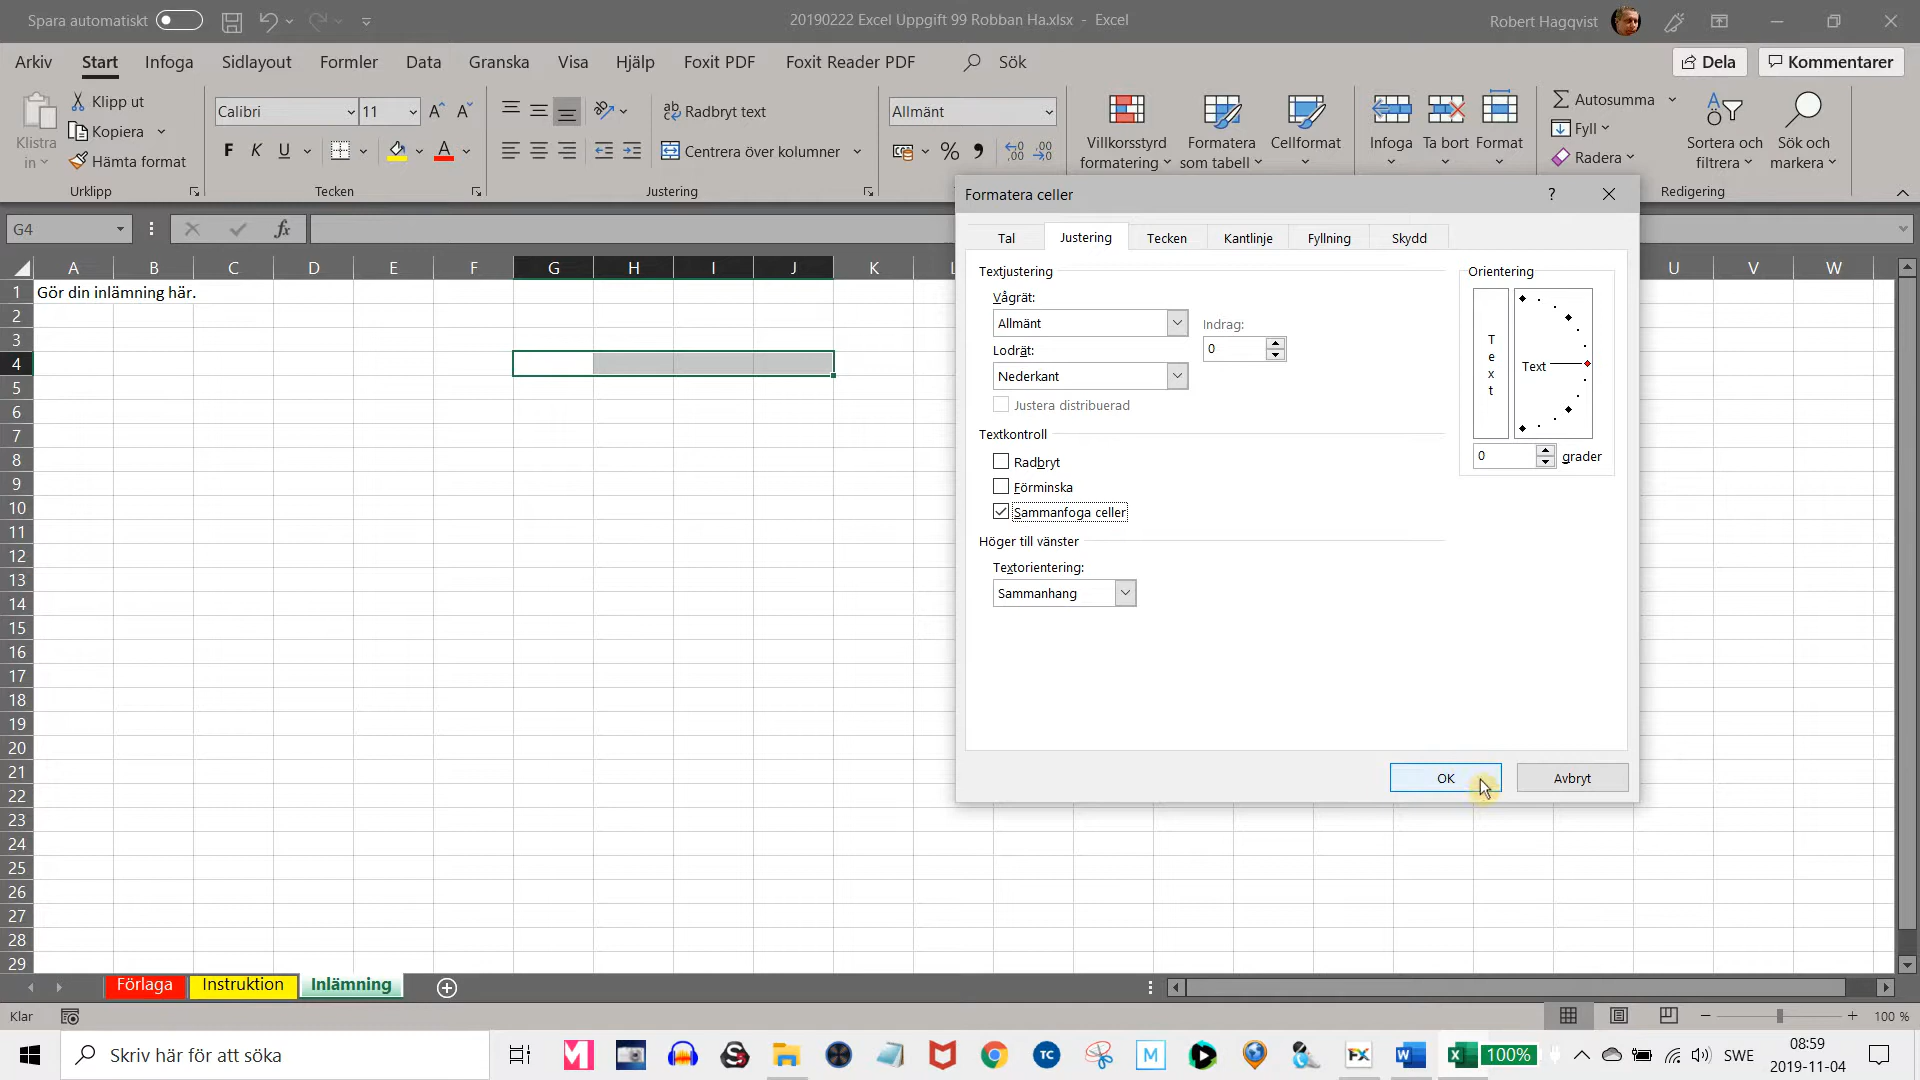 Spara automatiskt
20190222 Excel Uppgift 99 Robban Ha.xlsx - Excel
Robert Hagqvist
Arkiv Start Infoga Sidlayout Formler Data Granska Visa Hjälp Foxit PDF Foxit Reader PDF Sök
Dela Kommentarer
Klistra in
Klipp ut
Kopiera
Hämta format
Urklipp
Calibri 11
F K U
Tecken
Radbryt text
Centrera över kolumner
Justering
Allmänt
Villkorsstyrd formatering
Formatera som tabell
Cellformat
Infoga Ta bort Format
Autosumma
Fyll
Radera
Sortera och filtrera
Sök och markera
Redigering
G4
fx
A B C D E F G H I J K L U V W
1 Gör din inlämning här.
2
3
4
5
6
7
8
9
10
11
12
13
14
15
16
17
18
19
20
21
22
23
24
25
26
27
28
29
Formatera celler
Tal Justering Tecken Kantlinje Fyllning Skydd
Textjustering
Vågrät:
Allmänt
Indrag:
0
Lodrät:
Nederkant
Justera distribuerad
Textkontroll
Radbryt
Förminska
Sammanfoga celler
Höger till vänster
Textorientering:
Sammanhang
Orientering
Text
Text
0 grader
OK Avbryt
Förlaga Instruktion Inlämning
Klar
100 %
Skriv här för att söka
100%
SWE
08:59
2019-11-04